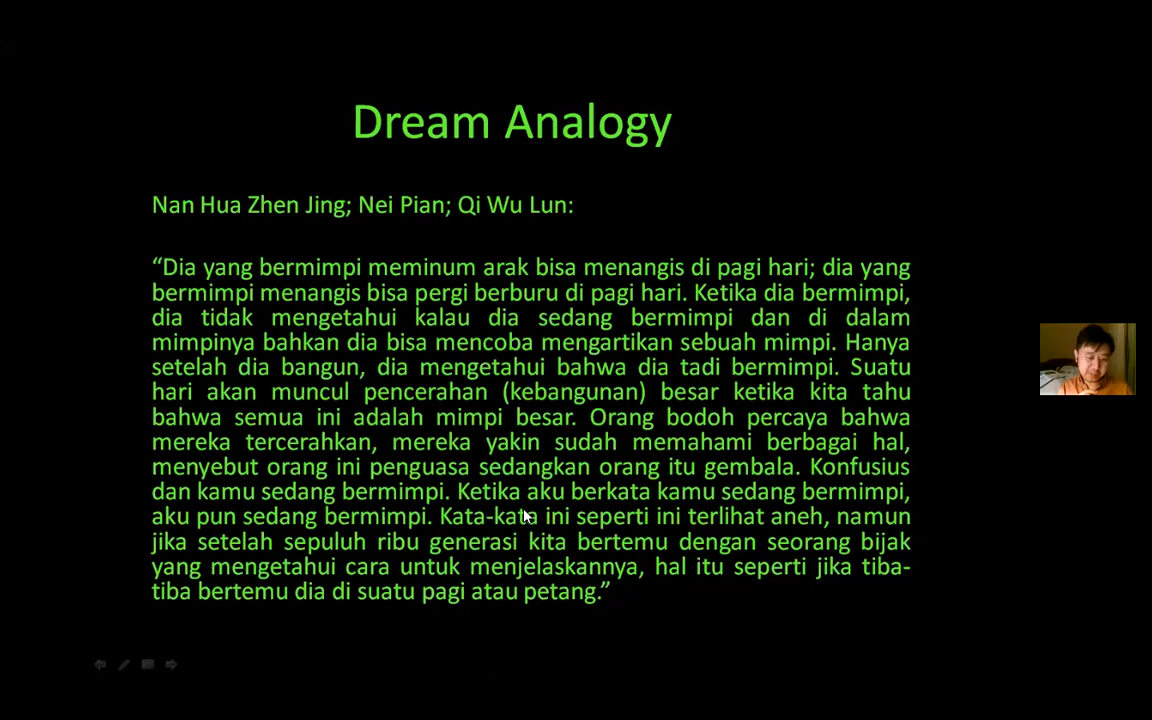 Dream Analogy
Nan Hua Zhen Jing; Nei Pian; Qi Wu Lun:
“Dia yang bermimpi meminum arak bisa menangis di pagi hari; dia yang
bermimpi menangis bisa pergi berburu di pagi hari. Ketika dia bermimpi,
dia tidak mengetahui kalau dia sedang bermimpi dan di dalam
mimpinya bahkan dia bisa mencoba mengartikan sebuah mimpi. Hanya
setelah dia bangun, dia mengetahui bahwa dia tadi bermimpi. Suatu
hari akan muncul pencerahan (kebangunan) besar ketika kita tahu
bahwa semua ini adalah mimpi besar. Orang bodoh percaya bahwa
mereka tercerahkan, mereka yakin sudah memahami berbagai hal,
menyebut orang ini penguasa sedangkan orang itu gembala. Konfusius
dan kamu sedang bermimpi. Ketika aku berkata kamu sedang bermimpi,
aku pun sedang bermimpi. Kata-kata ini seperti ini terlihat aneh, namun
jika setelah sepuluh ribu generasi kita bertemu dengan seorang bijak
yang mengetahui cara untuk menjelaskannya, hal itu seperti jika tiba-
tiba bertemu dia di suatu pagi atau petang.”